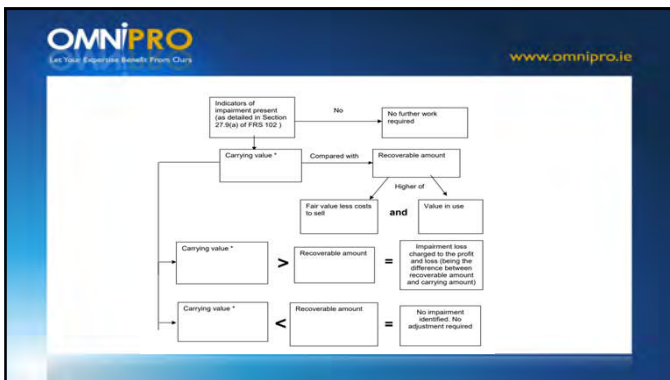 OMNIPRO
Let Your Expertise Benefit From Ours
www.omnipro.ie
Indicators of
impairment present
(as detailed in Section
27.9(a) of FRS 102 )
No
No further work
required
Carrying value *
Compared with
Recoverable amount
Higher of
Fair value less costs
to sell
and
Value in use
Carrying value *
>
Recoverable amount
=
Impairment loss
charged to the profit
and loss (being the
difference between
recoverable amount
and carrying amount)
Carrying value *
<
Recoverable amount
=
No impairment
identified. No
adjustment required